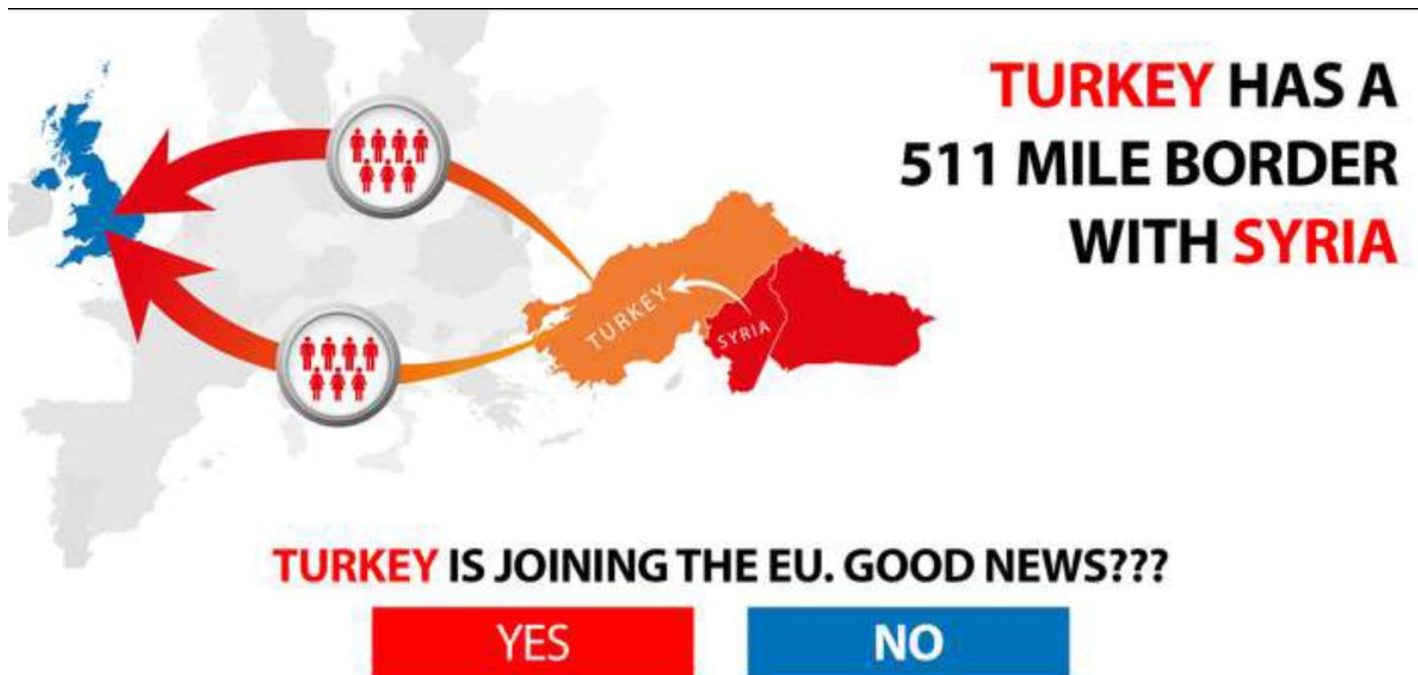 TURKEY HAS A
511 MILE BORDER
WITH SYRIA
TURKEY
SYRIA
TURKEY IS JOINING THE EU. GOOD NEWS???
YES
NO